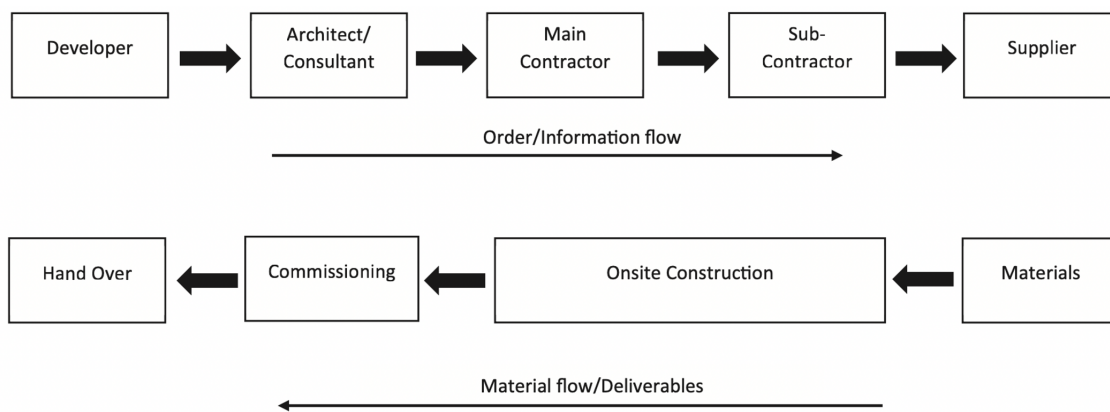 Developer
Architect/
Consultant
Main
Contractor
Sub-
Contractor
Supplier
Order/Information flow
Hand Over
Commissioning
Onsite Construction
Materials
Material flow/Deliverables